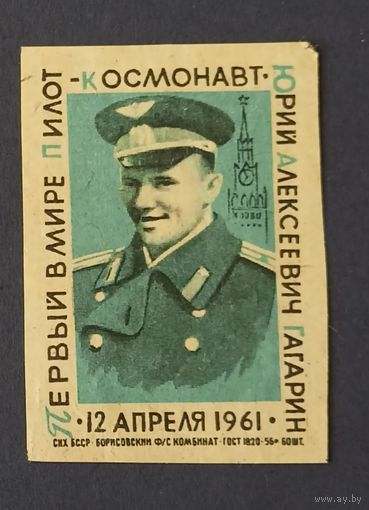 ПЕРВЫЙ В МИРЕ ПИЛОТ
-КОСМОНАВТ·
ЮРИЙ АЛЕКСЕЕВИЧ ГАГАРИН
·12 АПРЕЛЯ 1961·
СНХ БССР·БОРИСОВСКИЙ Ф/С КОМБИНАТ·ГОСТ 1820-56·60 ШТ.
ay.by